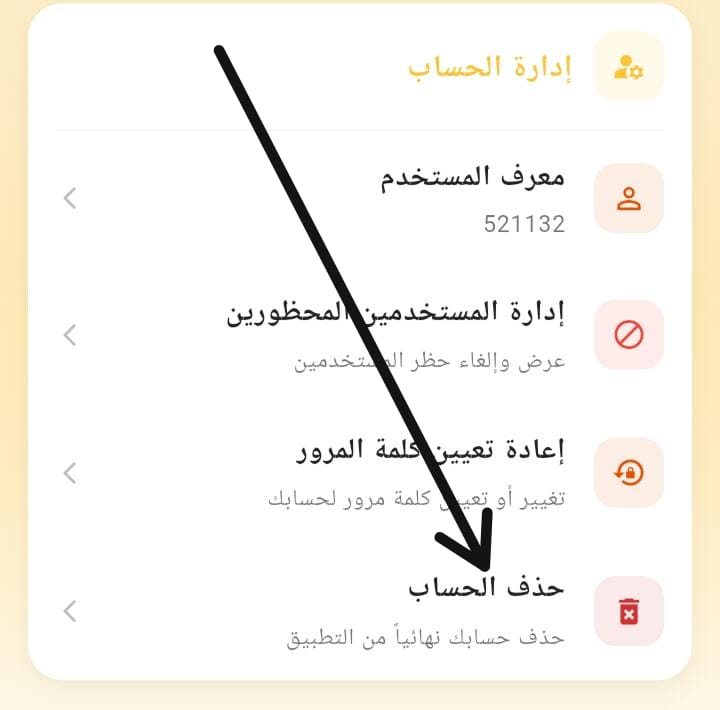 إدارة الحساب
معرف المستخدم
521132
إدارة المستخدمين المحظورين
عرض وإلغاء حظر المستخدمين
إعادة تعيين كلمة المرور
تغيير أو تعيين كلمة مرور لحسابك
حذف الحساب
حذف حسابك نهائياً من التطبيق